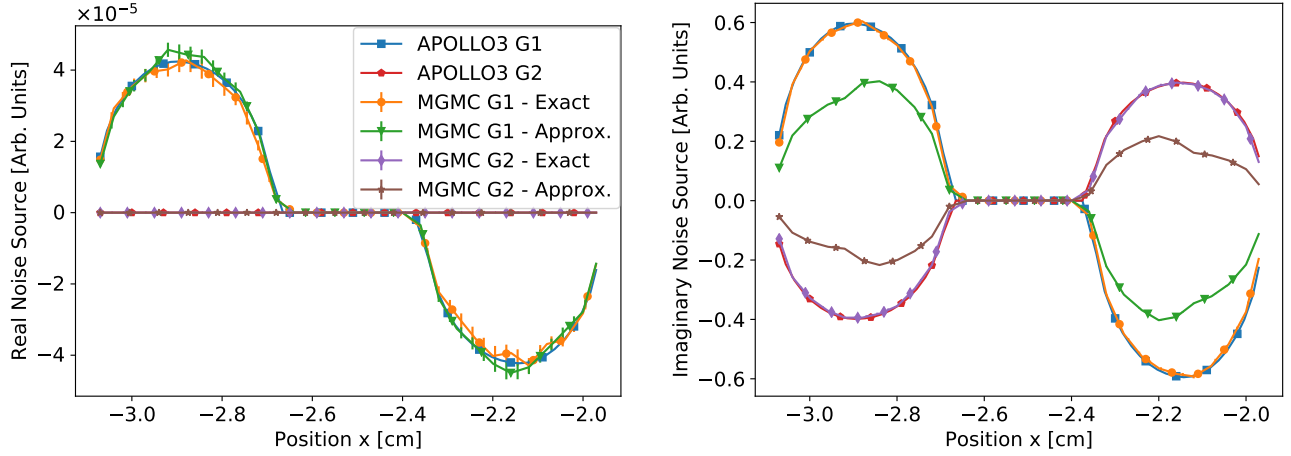 ×10⁻⁵
Real Noise Source [Arb. Units]
4
2
0
−2
−4
−3.0
−2.8
−2.6
−2.4
−2.2
−2.0
Position x [cm]
APOLLO3 G1
APOLLO3 G2
MGMC G1 - Exact
MGMC G1 - Approx.
MGMC G2 - Exact
MGMC G2 - Approx.
Imaginary Noise Source [Arb. Units]
0.6
0.4
0.2
0.0
−0.2
−0.4
−0.6
−3.0
−2.8
−2.6
−2.4
−2.2
−2.0
Position x [cm]